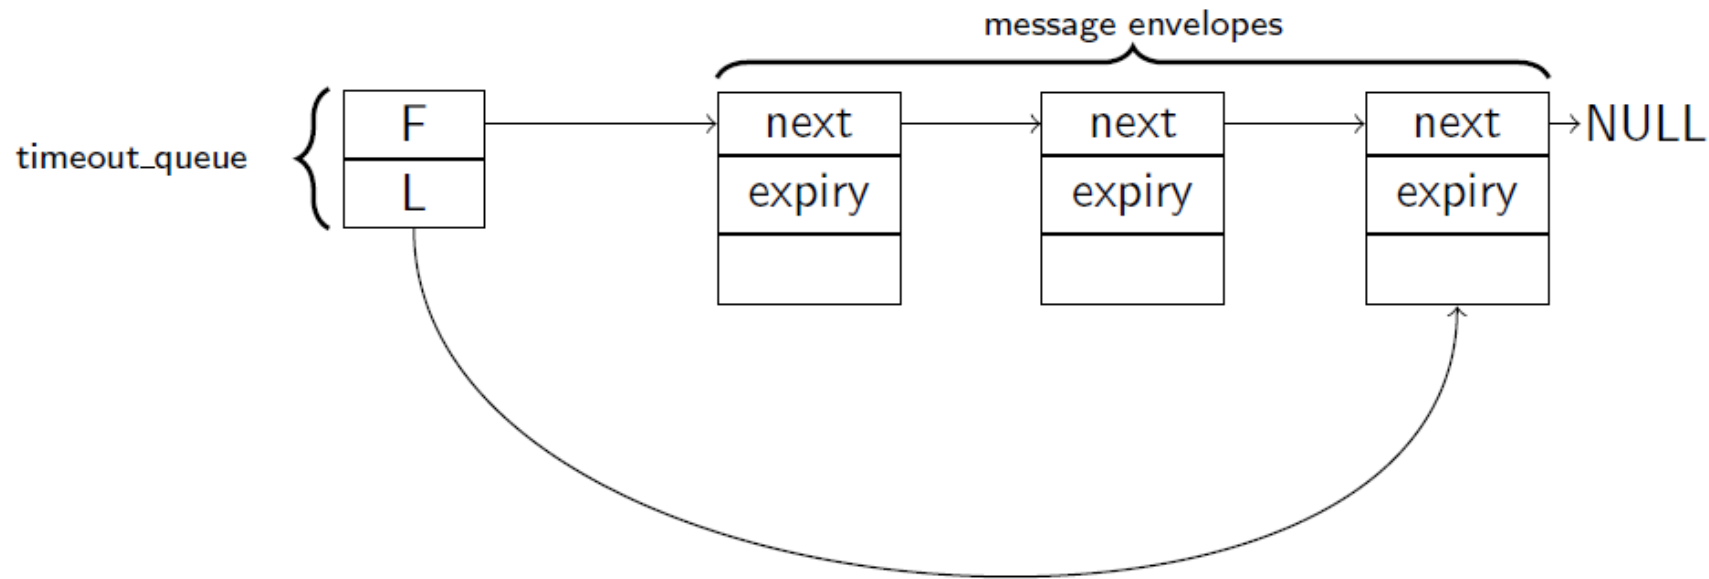 message envelopes
timeout_queue
F
L
next
expiry
next
expiry
next
expiry
NULL